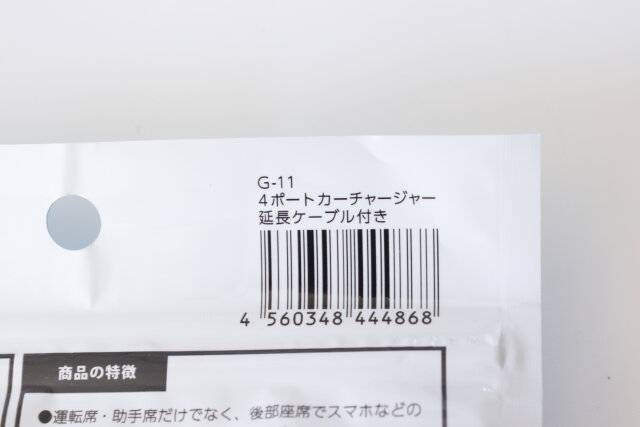 G-11
4ポートカーチャージャー
延長ケーブル付き
4 560348 444868
商品の特徴
●運転席・助手席だけでなく、後部座席でスマホなどの